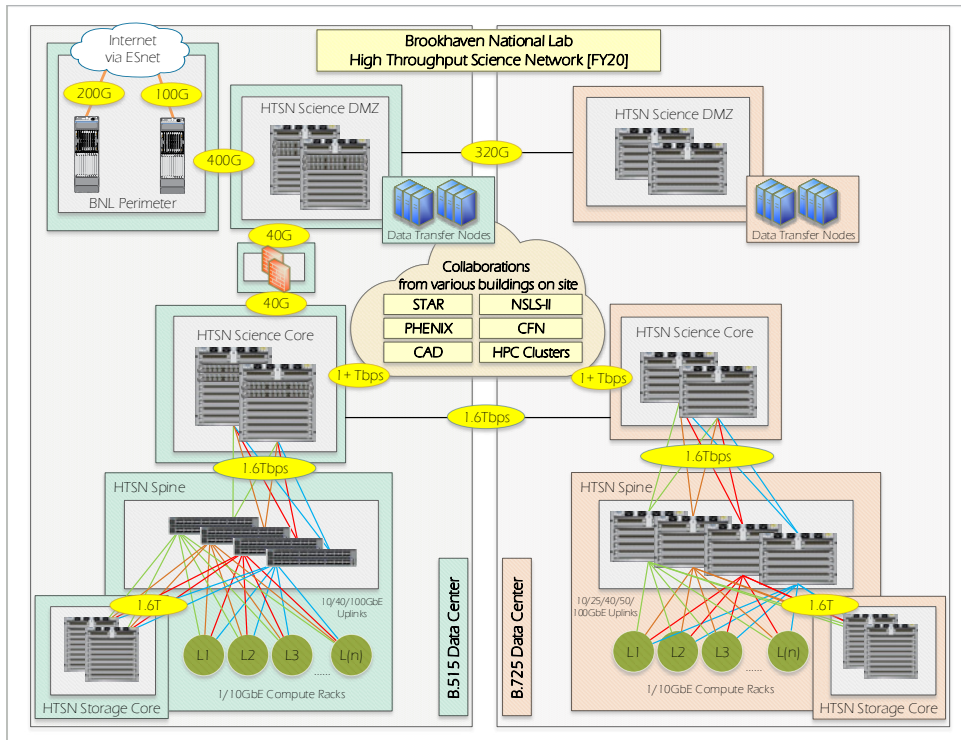 Brookhaven National Lab
High Throughput Science Network [FY20]
Internet
via ESnet
200G
100G
BNL Perimeter
400G
HTSN Science DMZ
320G
HTSN Science DMZ
Data Transfer Nodes
Data Transfer Nodes
40G
40G
Collaborations
from various buildings on site
STAR
NSLS-II
PHENIX
CFN
CAD
HPC Clusters
HTSN Science Core
1+ Tbps
1+ Tbps
HTSN Science Core
1.6Tbps
1.6Tbps
1.6Tbps
HTSN Spine
HTSN Spine
1.6T
10/40/100GbE
Uplinks
L1
L2
L3
......
L(n)
1/10GbE Compute Racks
HTSN Storage Core
B.515 Data Center
B.725 Data Center
10/25/40/50/
100GbE Uplinks
1.6T
L1
L2
L3
......
L(n)
1/10GbE Compute Racks
HTSN Storage Core